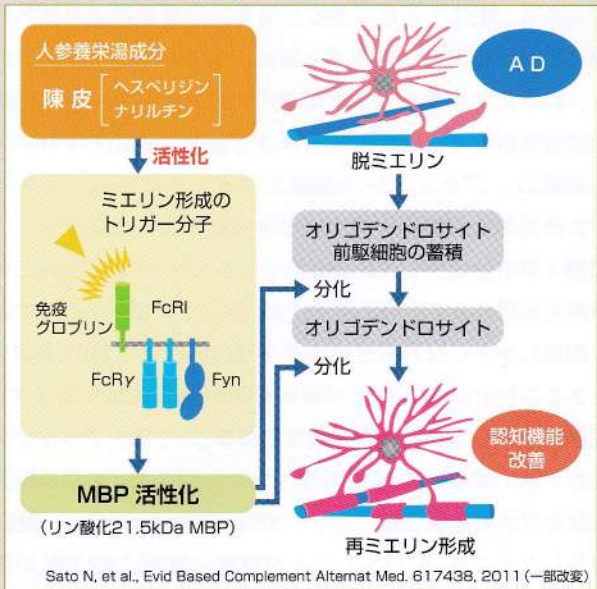 人参養栄湯成分
陳皮
ヘスペリジン
ナリルチン
活性化
ミエリン形成の
トリガー分子
免疫
グロブリン
FcRI
FcRγ
Fyn
MBP 活性化
(リン酸化21.5kDa MBP)
AD
脱ミエリン
オリゴデンドロサイト
前駆細胞の蓄積
分化
オリゴデンドロサイト
分化
認知機能
改善
再ミエリン形成
Sato N, et al., Evid Based Complement Alternat Med. 617438, 2011(一部改変)